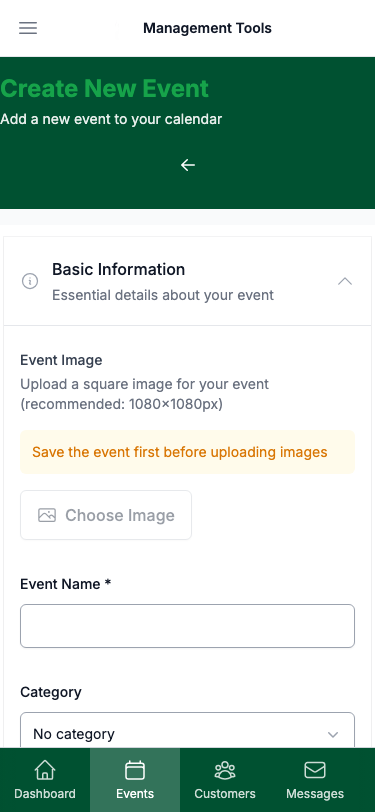 Management Tools
Create New Event
Add a new event to your calendar
Basic Information
Essential details about your event
Event Image
Upload a square image for your event
(recommended: 1080×1080px)
Save the event first before uploading images
Choose Image
Event Name *
Category
No category
Dashboard
Events
Customers
Messages